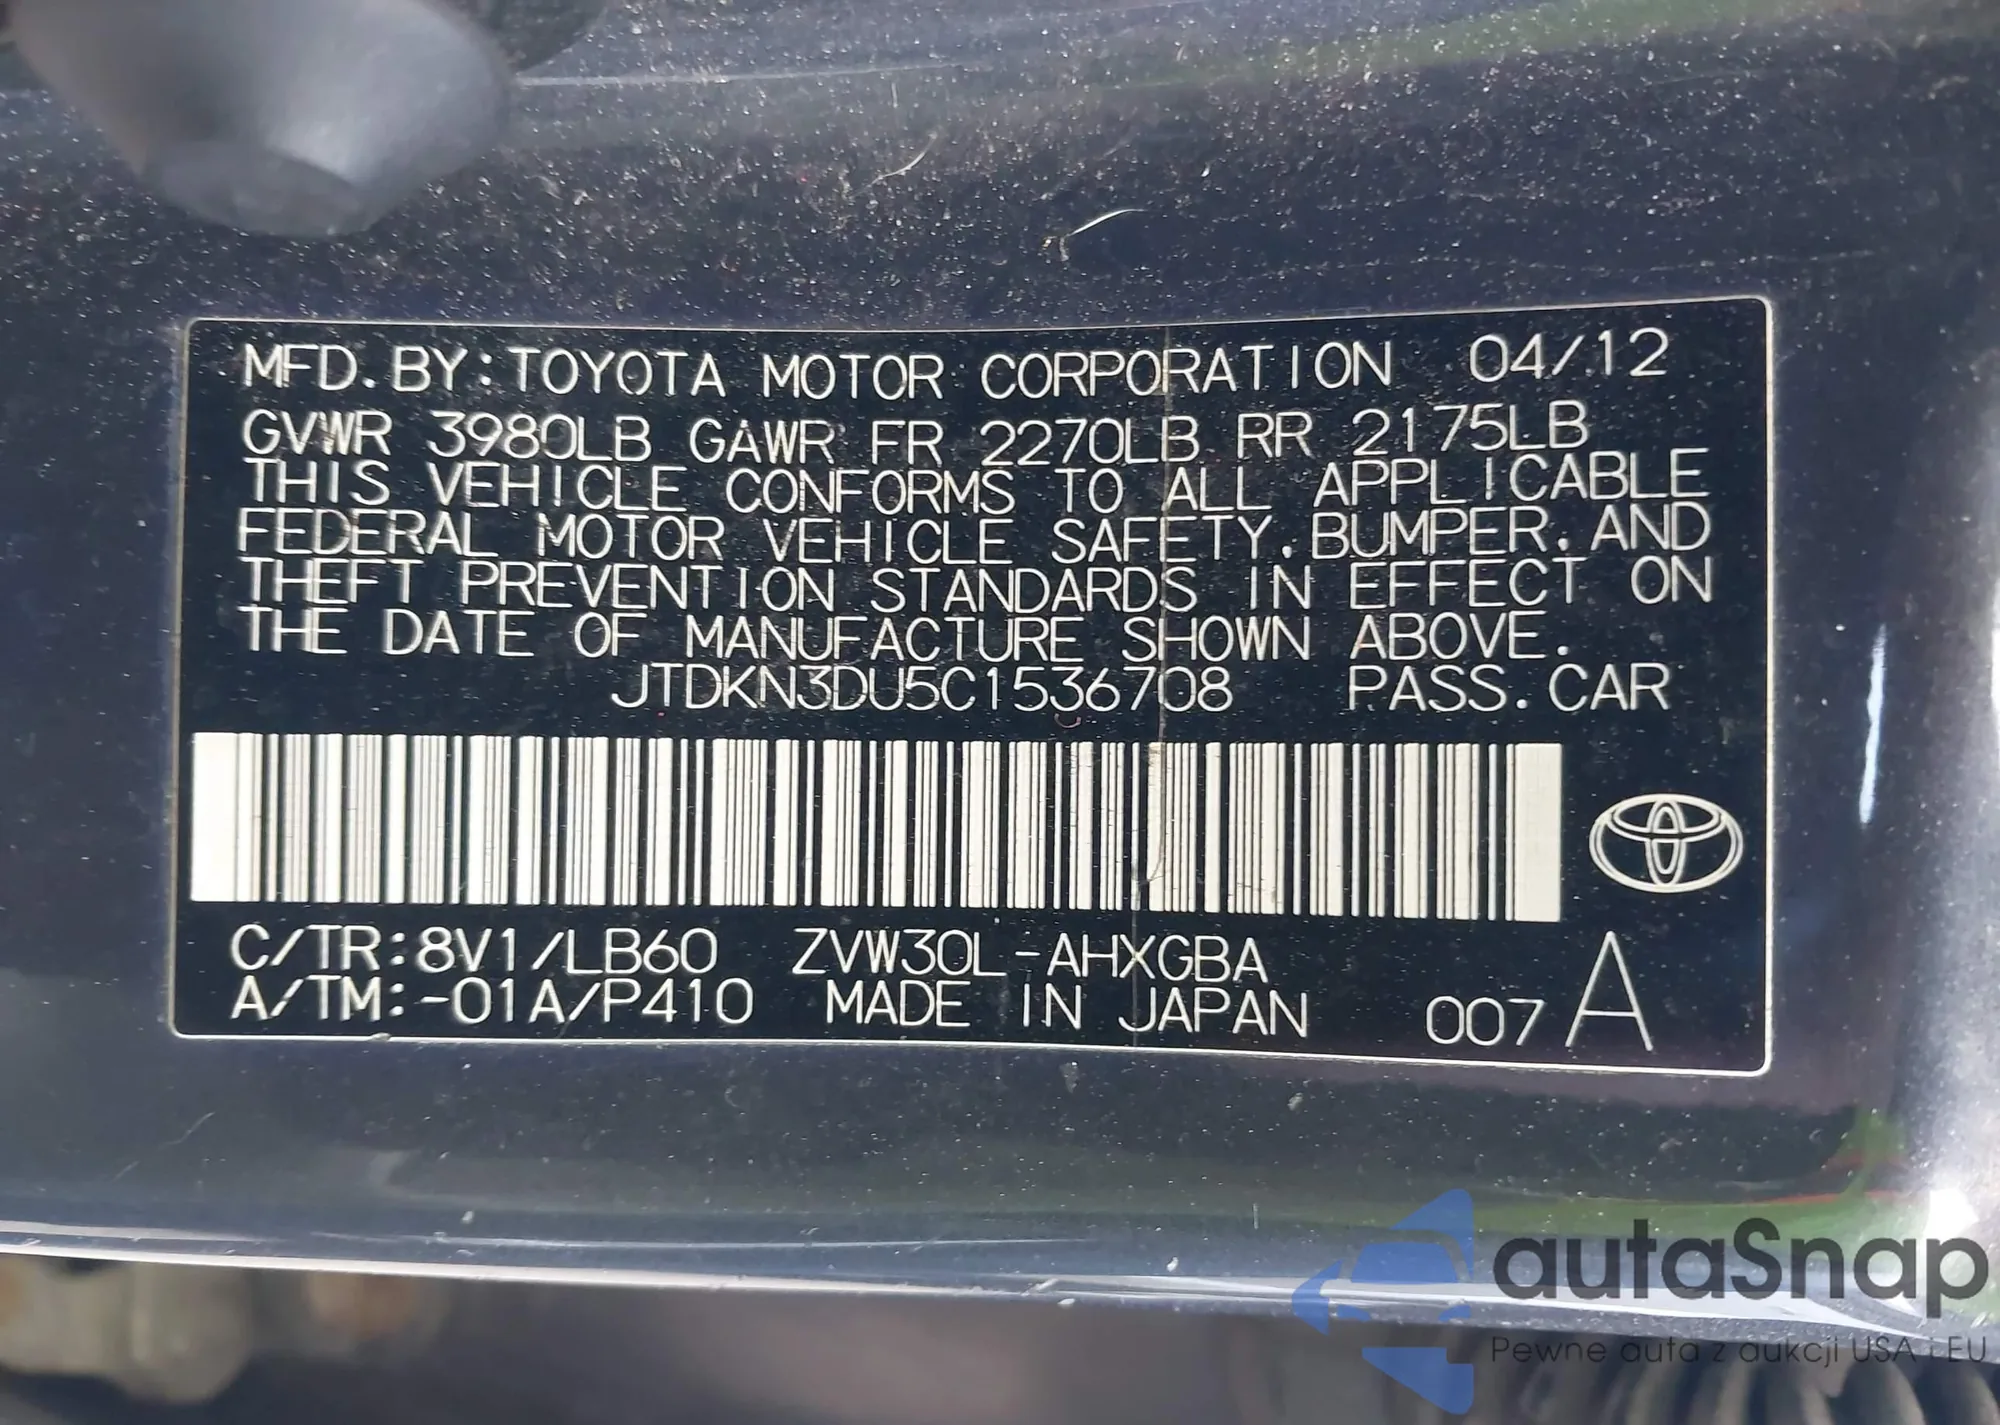 MFD. BY: TOYOTA MOTOR CORPORATION 04/12
GVWR 3980LB GAWR FR 2270LB RR 2175LB
THIS VEHICLE CONFORMS TO ALL APPLICABLE
FEDERAL MOTOR VEHICLE SAFETY, BUMPER, AND
THEFT PREVENTION STANDARDS IN EFFECT ON
THE DATE OF MANUFACTURE SHOWN ABOVE.
JTDKN3DU5C1536708 PASS. CAR
C/TR: 8V1/LB60 ZVW30L-AHXGBA
A/TM: -01A/P410 MADE IN JAPAN 007 A
autaSnap
Pewne auta z aukcji USA i EU